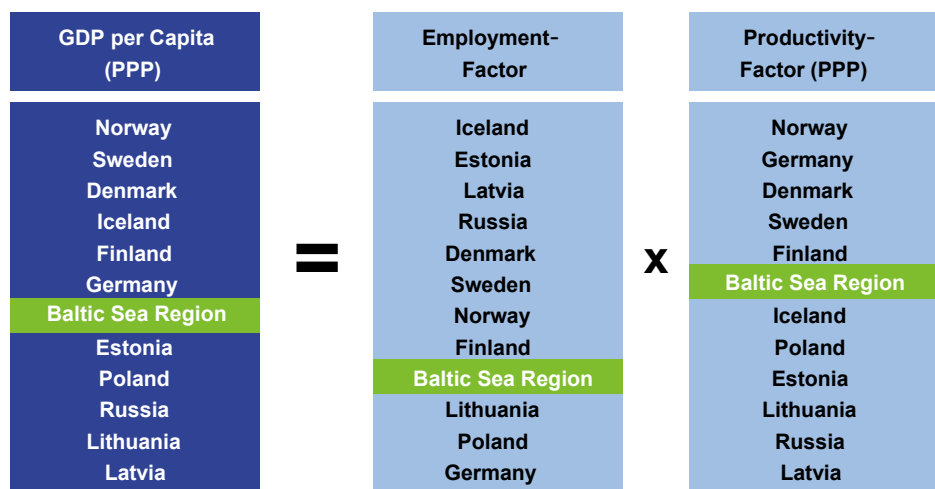 GDP per Capita
(PPP)
Norway
Sweden
Denmark
Iceland
Finland
Germany
Baltic Sea Region
Estonia
Poland
Russia
Lithuania
Latvia
=
Employment-
Factor
Iceland
Estonia
Latvia
Russia
Denmark
Sweden
Norway
Finland
Baltic Sea Region
Lithuania
Poland
Germany
x
Productivity-
Factor (PPP)
Norway
Germany
Denmark
Sweden
Finland
Baltic Sea Region
Iceland
Poland
Estonia
Lithuania
Russia
Latvia